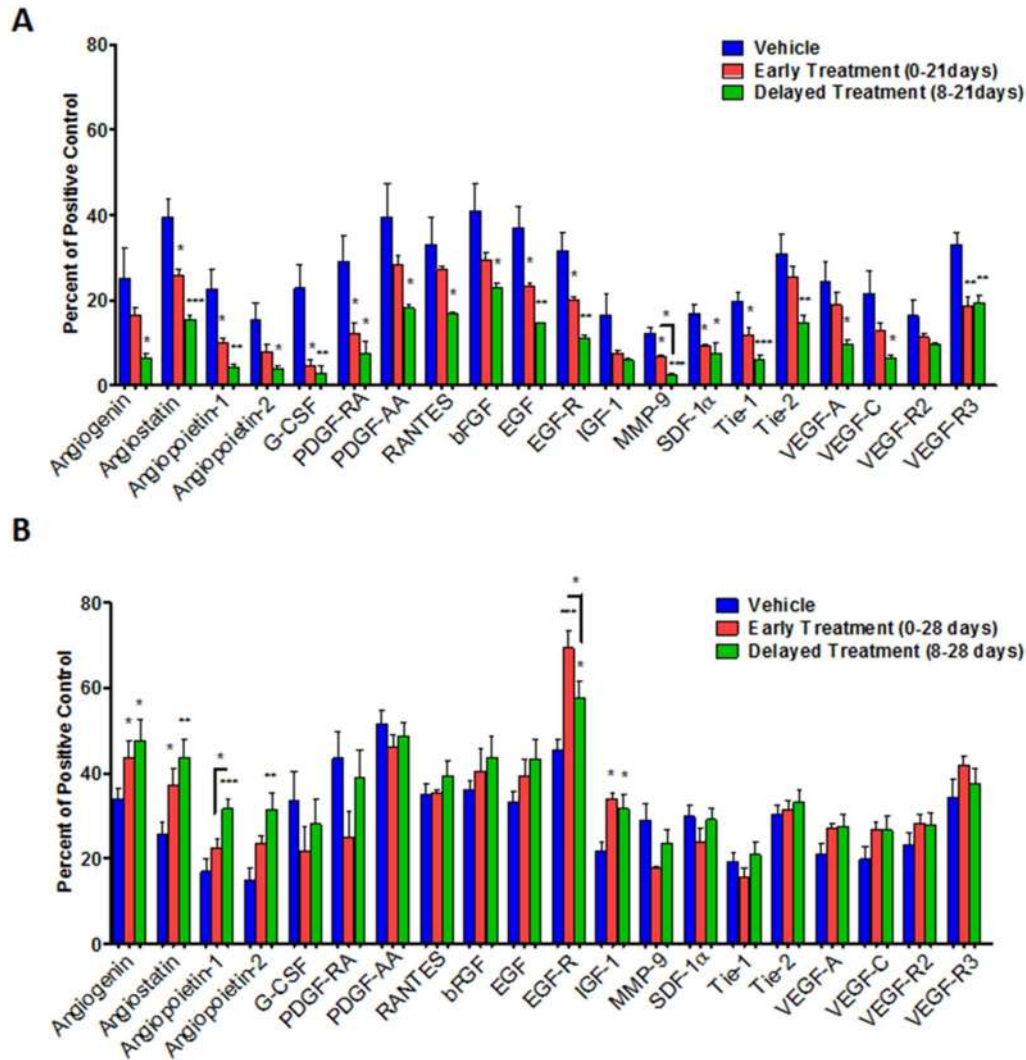 A
80
60
40
20
0
Percent of Positive Control
Vehicle
Early Treatment (0-21days)
Delayed Treatment (8-21days)
*
* ***
* **
*
* **
* *
*
*
*
* **
* **
* * ****
* *
* ***
**
*
*
** **
Angiogenin
Angiostatin
Angiopoietin-1
Angiopoietin-2
G-CSF
PDGF-RA
PDGF-AA
RANTES
bFGF
EGF
EGF-R
IGF-1
MMP-9
SDF-1α
Tie-1
Tie-2
VEGF-A
VEGF-C
VEGF-R2
VEGF-R3
B
80
60
40
20
0
Percent of Positive Control
Vehicle
Early Treatment (0-28 days)
Delayed Treatment (8-28 days)
* *
* **
* ***
**
*
*
* *
Angiogenin
Angiostatin
Angiopoietin-1
Angiopoietin-2
G-CSF
PDGF-RA
PDGF-AA
RANTES
bFGF
EGF
EGF-R
IGF-1
MMP-9
SDF-1α
Tie-1
Tie-2
VEGF-A
VEGF-C
VEGF-R2
VEGF-R3